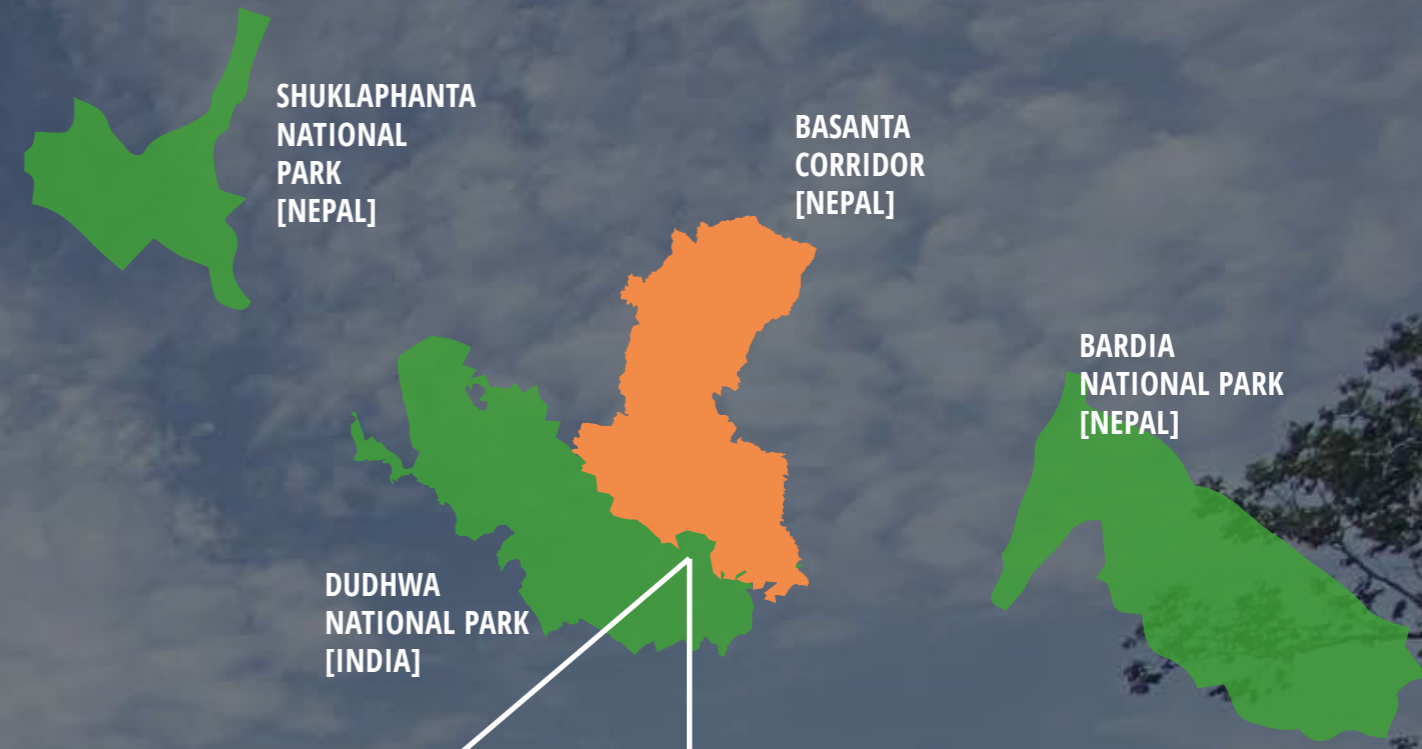 SHUKLAPHANTA
NATIONAL
PARK
[NEPAL]
BASANTA
CORRIDOR
[NEPAL]
BARDIA
NATIONAL PARK
[NEPAL]
DUDHWA
NATIONAL PARK
[INDIA]